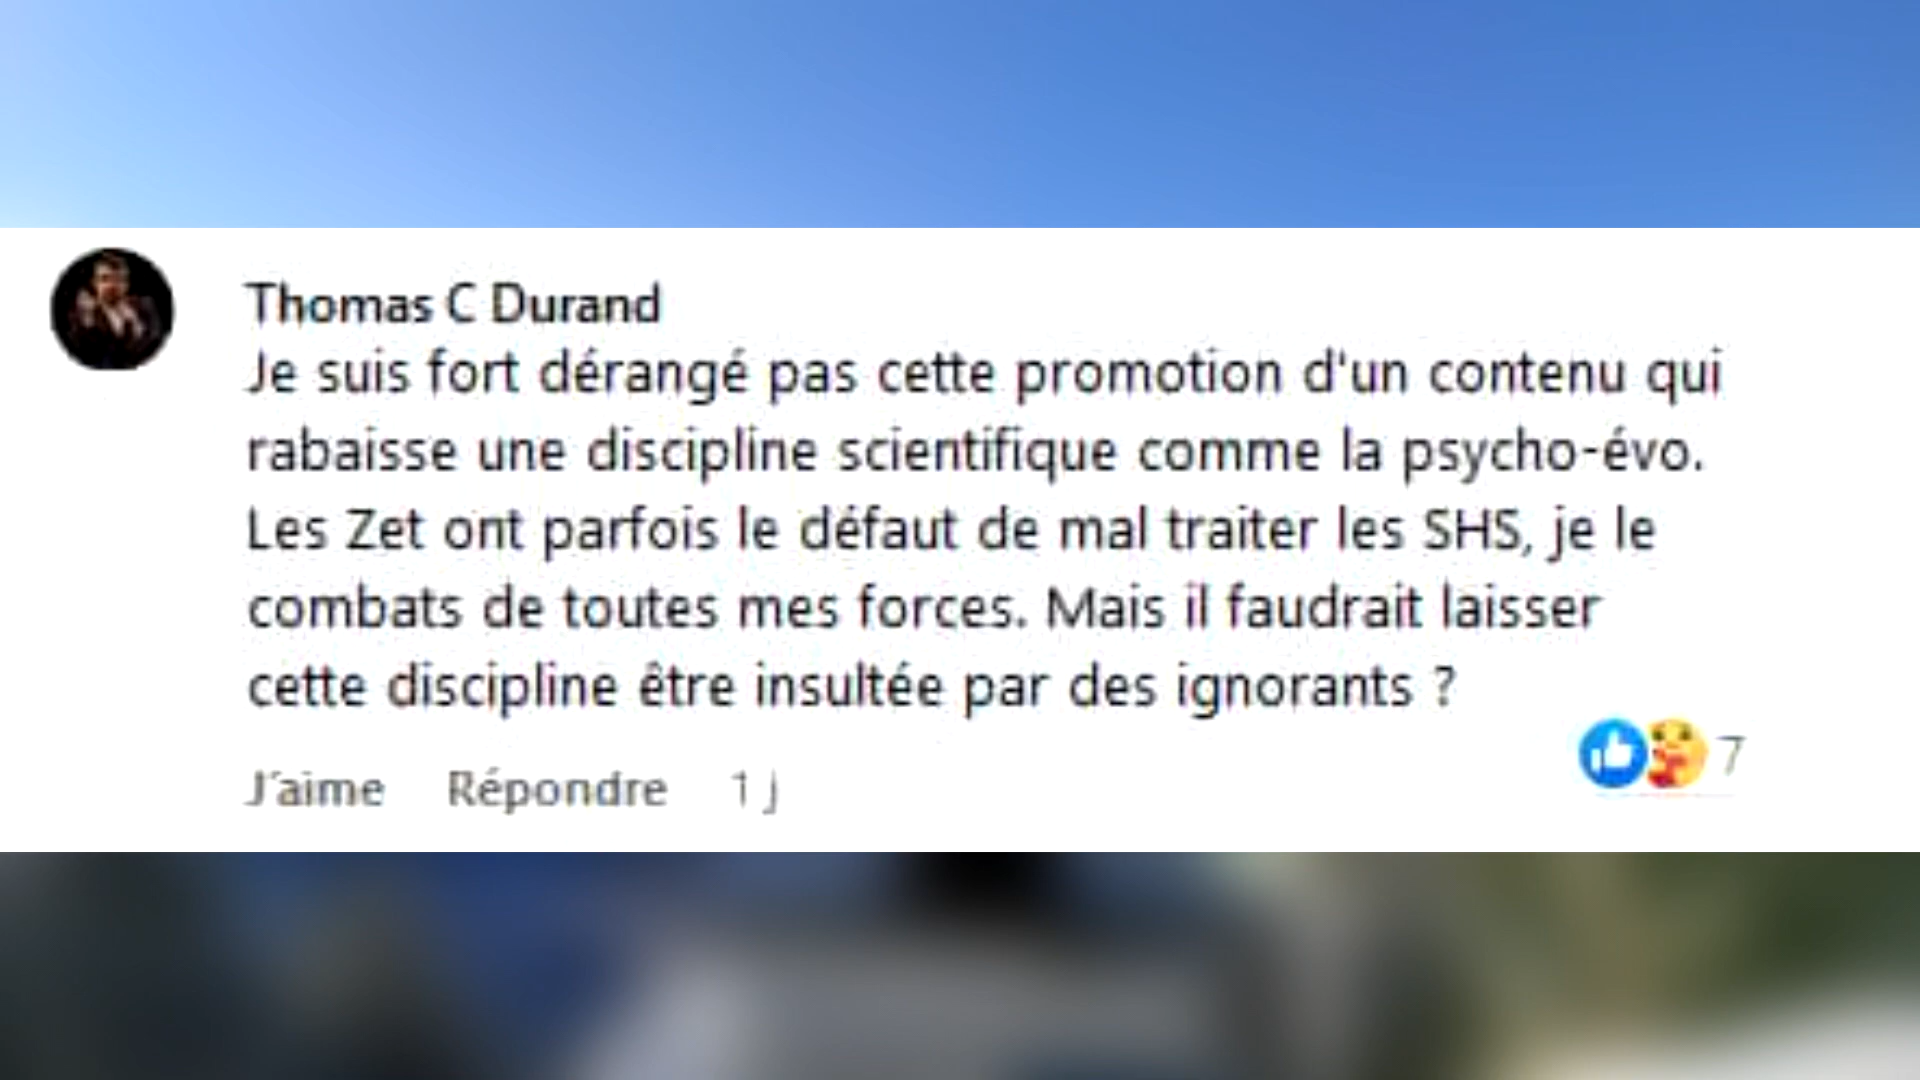 Thomas C Durand
Je suis fort dérangé pas cette promotion d'un contenu qui
rabaisse une discipline scientifique comme la psycho-évo.
Les Zet ont parfois le défaut de mal traiter les SHS, je le
combats de toutes mes forces. Mais il faudrait laisser
cette discipline être insultée par des ignorants ?
7
J'aime Répondre 1 j